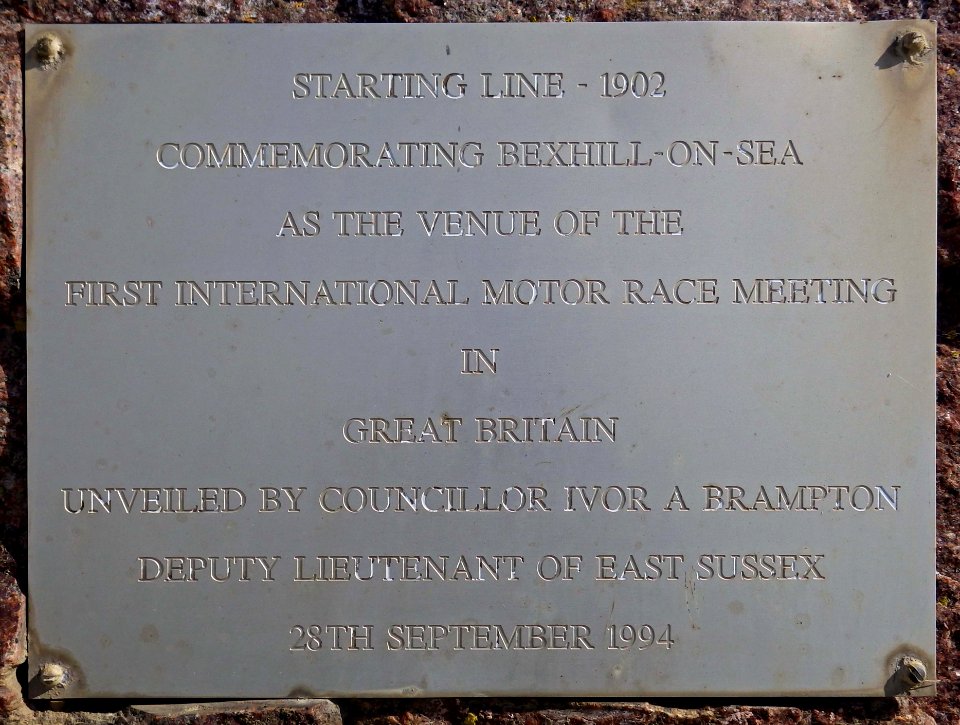 STARTING LINE - 1902
COMMEMORATING BEXHILL-ON-SEA
AS THE VENUE OF THE
FIRST INTERNATIONAL MOTOR RACE MEETING
IN
GREAT BRITAIN
UNVEILED BY COUNCILLOR IVOR A BRAMPTON
DEPUTY LIEUTENANT OF EAST SUSSEX
28TH SEPTEMBER 1994